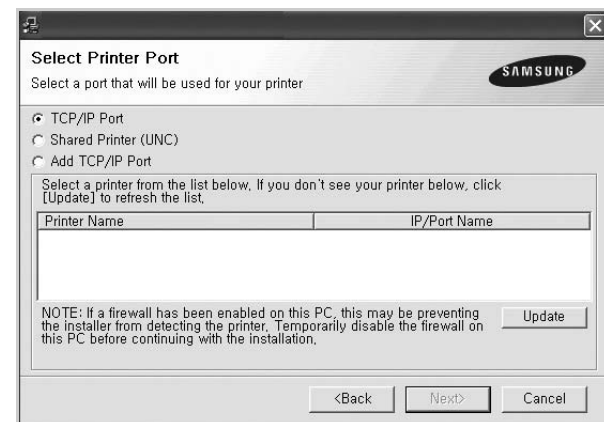 Select Printer Port
Select a port that will be used for your printer
SAMSUNG
TCP/IP Port
Shared Printer (UNC)
Add TCP/IP Port
Select a printer from the list below, If you don't see your printer below, click
[Update] to refresh the list,
Printer Name IP/Port Name
NOTE: If a firewall has been enabled on this PC, this may be preventing
the installer from detecting the printer, Temporarily disable the firewall on
this PC before continuing with the installation,
Update
<Back Next> Cancel